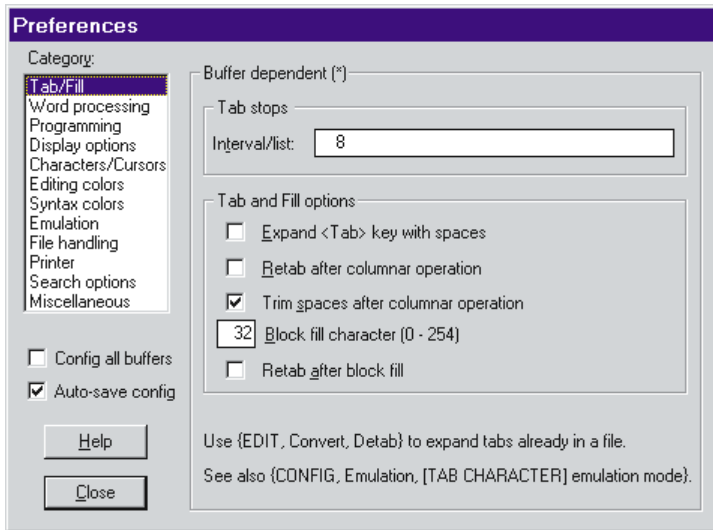 Preferences
Category:
Tab/Fill
Word processing
Programming
Display options
Characters/Cursors
Editing colors
Syntax colors
Emulation
File handling
Printer
Search options
Miscellaneous
Config all buffers
Auto-save config
Help
Close
Buffer dependent (*)
Tab stops
Interval/list: 8
Tab and Fill options
Expand <Tab> key with spaces
Retab after columnar operation
Trim spaces after columnar operation
32 Block fill character (0 - 254)
Retab after block fill
Use {EDIT, Convert, Detab} to expand tabs already in a file.
See also {CONFIG, Emulation, [TAB CHARACTER] emulation mode}.